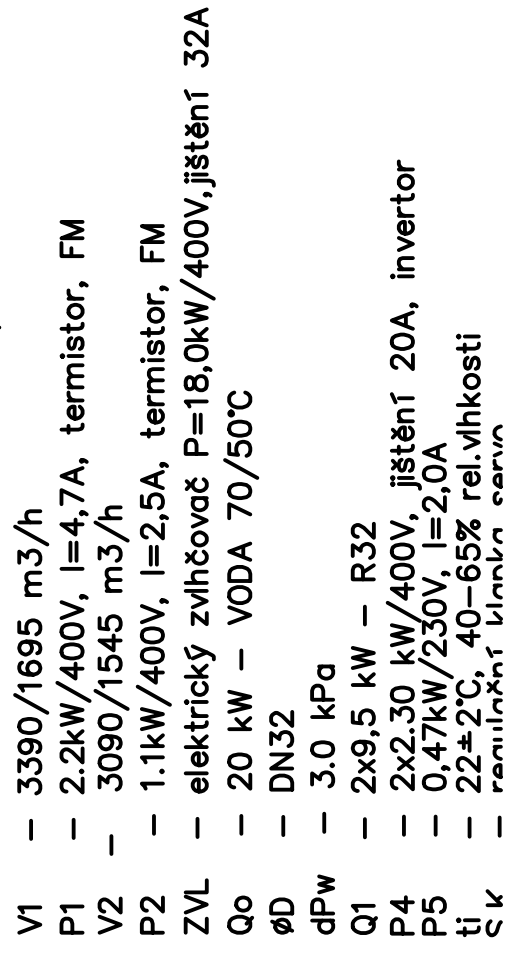 V1 - 3390/1695 m3/h
P1 - 2.2kW/400V, I=4,7A, termistor, FM
V2 - 3090/1545 m3/h
P2 - 1.1kW/400V, I=2,5A, termistor, FM
ZVL - elektrický zvlhčovač P=18,0kW/400V,jištění 32A
Qo - 20 kW - VODA 70/50°C
øD - DN32
dPw - 3.0 kPa
Q1 - 2x9,5 kW - R32
P4 - 2x2.30 kW/400V, jištění 20A, invertor
P5 - 0,47kW/230V, I=2,0A
ti - 22±2°C, 40-65% rel.vlhkosti
S.K - regulační klapka servo